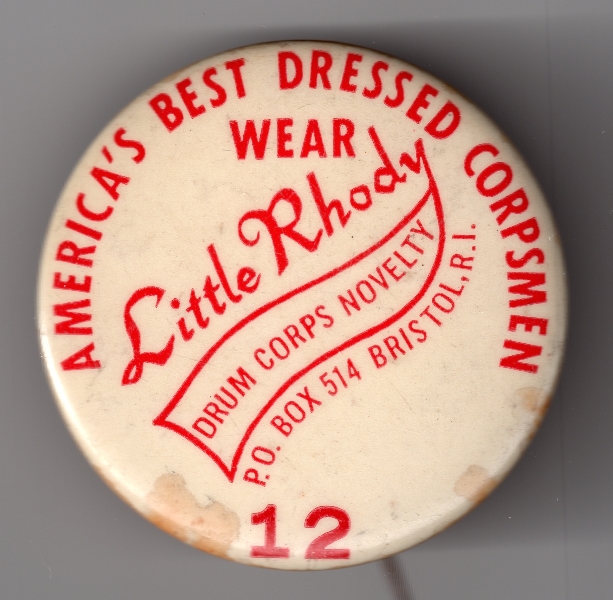 AMERICA'S BEST DRESSED CORPSMEN
WEAR
Little Rhody
DRUM CORPS NOVELTY
P.O. BOX 514 BRISTOL, R.I.
12